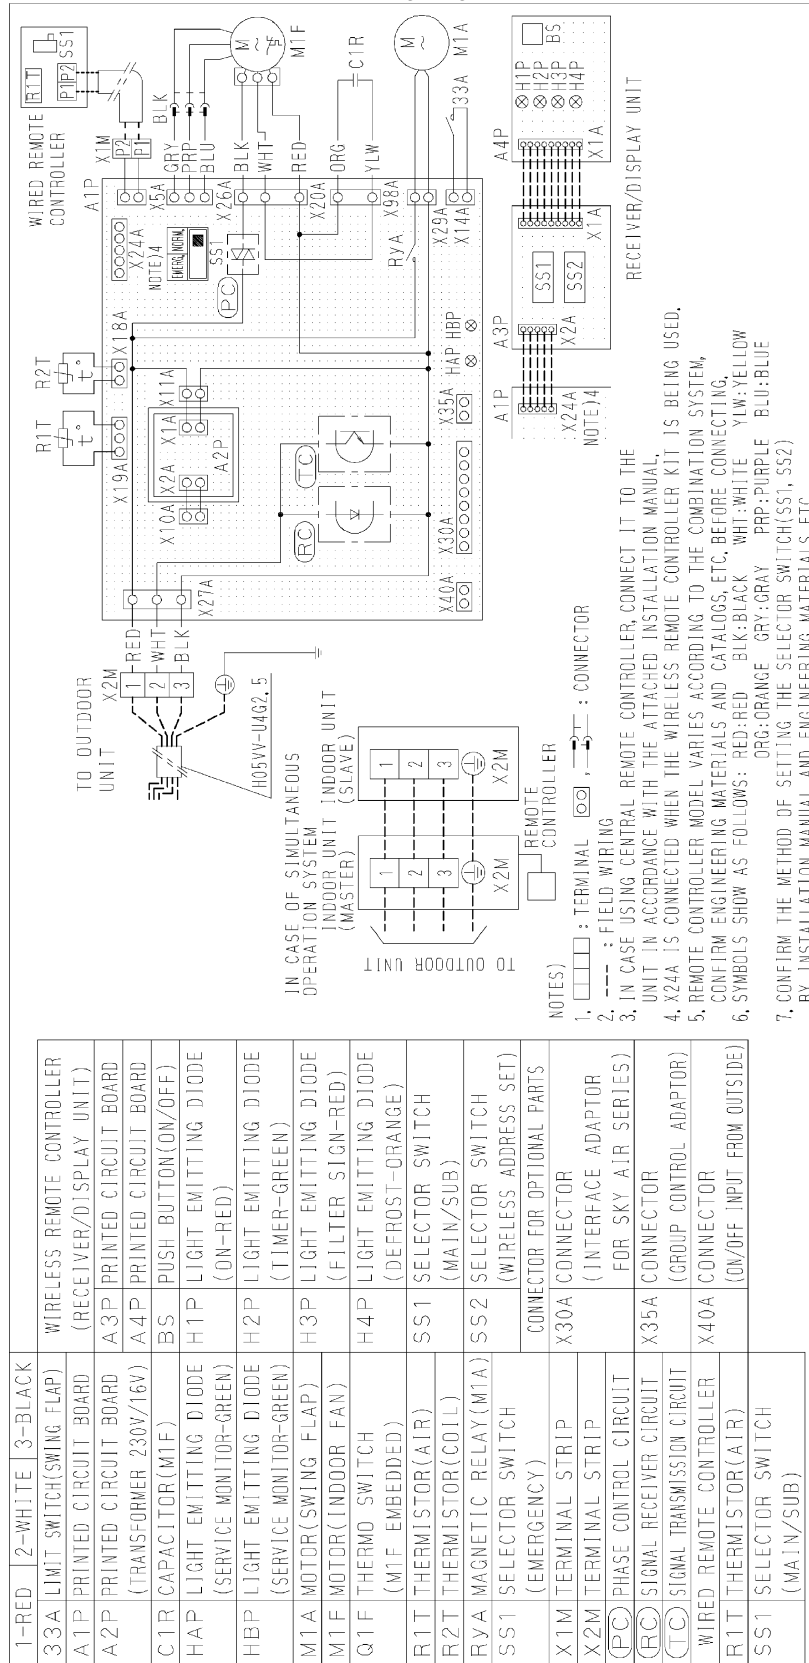 1-RED 2-WHITE 3-BLACK
33A LIMIT SWITCH(SWING FLAP)
A1P PRINTED CIRCUIT BOARD
A2P PRINTED CIRCUIT BOARD
(TRANSFORMER 230V/16V)
C1R CAPACITOR(M1F)
HAP LIGHT EMITTING DIODE
(SERVICE MONITOR-GREEN)
HBP LIGHT EMITTING DIODE
(SERVICE MONITOR-GREEN)
M1A MOTOR(SWING FLAP)
M1F MOTOR(INDOOR FAN)
Q1F THERMO SWITCH
(M1F EMBEDDED)
R1T THERMISTOR(AIR)
R2T THERMISTOR(COIL)
RyA MAGNETIC RELAY(M1A)
SS1 SELECTOR SWITCH
(EMERGENCY)
X1M TERMINAL STRIP
X2M TERMINAL STRIP
PC PHASE CONTROL CIRCUIT
RC SIGNAL RECEIVER CIRCUIT
TC SIGNAL TRANSMISSION CIRCUIT
WIRED REMOTE CONTROLLER
R1T THERMISTOR(AIR)
SS1 SELECTOR SWITCH
(MAIN/SUB)
WIRELESS REMOTE CONTROLLER
(RECEIVER/DISPLAY UNIT)
A3P PRINTED CIRCUIT BOARD
A4P PRINTED CIRCUIT BOARD
BS PUSH BUTTON(ON/OFF)
H1P LIGHT EMITTING DIODE
(ON-RED)
H2P LIGHT EMITTING DIODE
(TIMER-GREEN)
H3P LIGHT EMITTING DIODE
(FILTER SIGN-RED)
H4P LIGHT EMITTING DIODE
(DEFROST-ORANGE)
SS1 SELECTOR SWITCH
(MAIN/SUB)
SS2 SELECTOR SWITCH
(WIRELESS ADDRESS SET)
CONNECTOR FOR OPTIONAL PARTS
X30A CONNECTOR
(INTERFACE ADAPTOR
FOR SKY AIR SERIES)
X35A CONNECTOR
(GROUP CONTROL ADAPTOR)
X40A CONNECTOR
(ON/OFF INPUT FROM OUTSIDE)
TO OUTDOOR
UNIT
X2M
1 RED
2 WHT
3 BLK
H05VV-U4G2.5
X27A
X19A
R1T
t°
R2T
t°
X18A
X10A X2A X1A X11A
A2P
RC
TC
X40A X30A X35A HAP HBP
X24A
NOTE)4
EMERG. NORM.
SS1
PC
A1P
WIRED REMOTE
CONTROLLER
R1T
SS1
P1P2
X1M
P2
P1
X5A
GRY
PRP
BLU
BLK
X26A
BLK
WHT
RED
M
M1F
X20A
ORG
YLW
C1R
X98A
RyA
M
M1A
X29A
X14A
33A
IN CASE OF SIMULTANEOUS
OPERATION SYSTEM
INDOOR UNIT INDOOR UNIT
(MASTER) (SLAVE)
1
2
3
X2M
1
2
3
X2M
TO OUTDOOR UNIT
REMOTE
CONTROLLER
A1P
X24A
NOTE)4
A3P
X2A
SS1
SS2
X1A
A4P
X1A
H1P
H2P
H3P
H4P
BS
RECEIVER/DISPLAY UNIT
NOTES)
1. : TERMINAL , : CONNECTOR
2. : FIELD WIRING
3. IN CASE USING CENTRAL REMOTE CONTROLLER, CONNECT IT TO THE
UNIT IN ACCORDANCE WITH THE ATTACHED INSTALLATION MANUAL.
4. X24A IS CONNECTED WHEN THE WIRELESS REMOTE CONTROLLER KIT IS BEING USED.
5. REMOTE CONTROLLER MODEL VARIES ACCORDING TO THE COMBINATION SYSTEM,
CONFIRM ENGINEERING MATERIALS AND CATALOGS, ETC. BEFORE CONNECTING.
6. SYMBOLS SHOW AS FOLLOWS: RED:RED BLK:BLACK WHT:WHITE YLW:YELLOW
ORG:ORANGE GRY:GRAY PRP:PURPLE BLU:BLUE
7. CONFIRM THE METHOD OF SETTING THE SELECTOR SWITCH(SS1, SS2)
BY INSTALLATION MANUAL AND ENGINEERING MATERIALS ETC